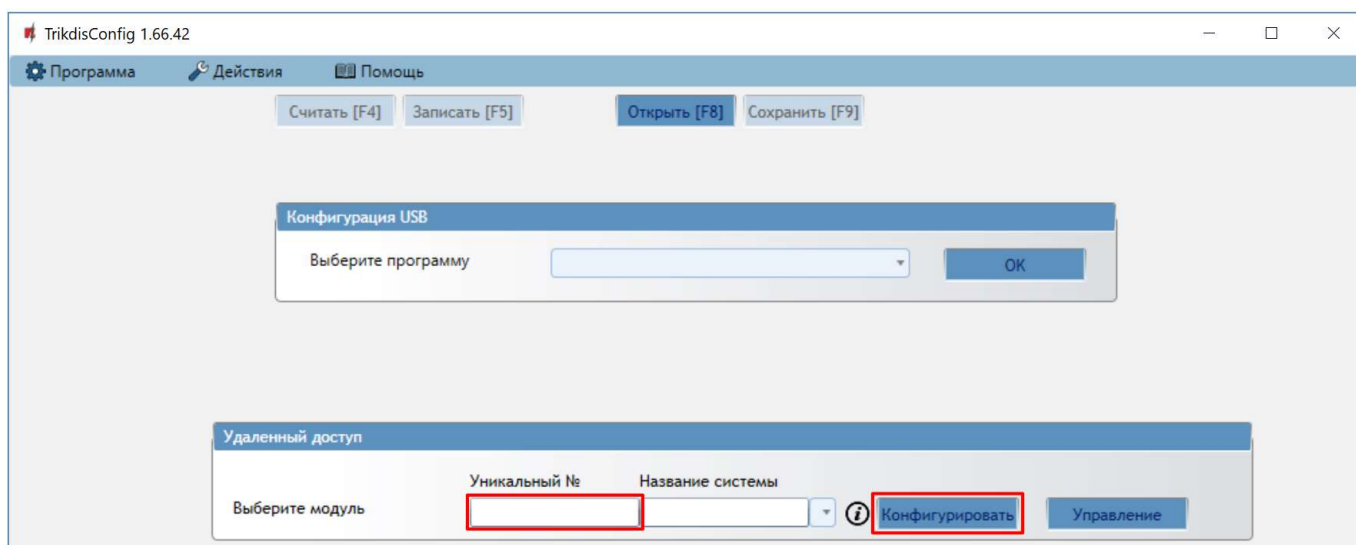 TrikdisConfig 1.66.42
Программа Действия Помощь
Считать [F4] Записать [F5] Открыть [F8] Сохранить [F9]
Конфигурация USB
Выберите программу OK
Удаленный доступ
Уникальный № Название системы
Выберите модуль i Конфигурировать Управление